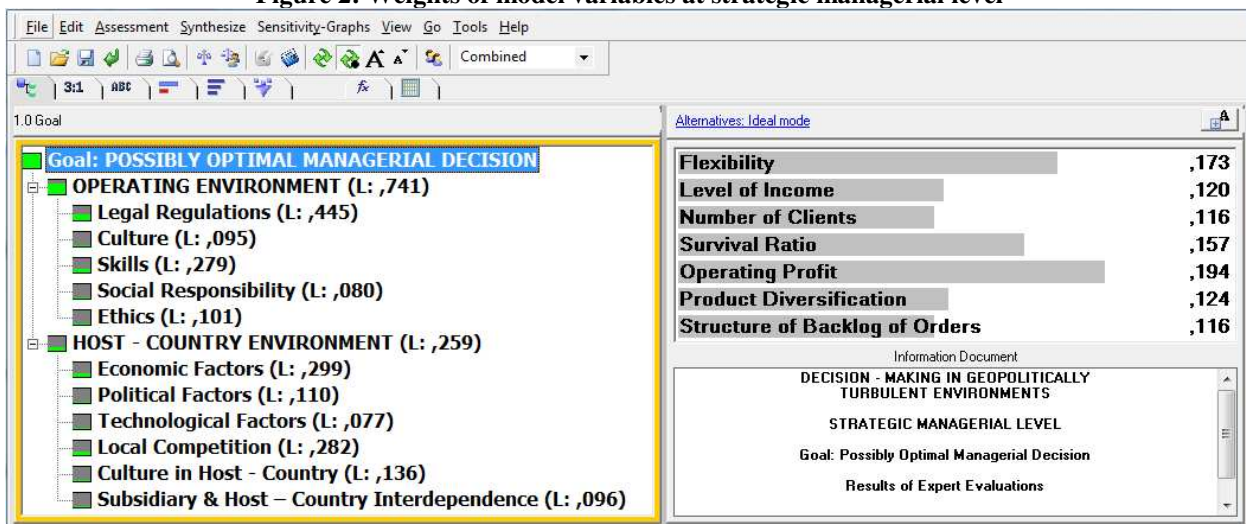 Figure 2: Weights of model variables at strategic managerial level
File Edit Assessment Synthesize Sensitivity-Graphs View Go Tools Help
A A Combined
3:1 ABC fx
1.0 Goal
Alternatives: Ideal mode
A
Goal: POSSIBLY OPTIMAL MANAGERIAL DECISION
OPERATING ENVIRONMENT (L: ,741)
Legal Regulations (L: ,445)
Culture (L: ,095)
Skills (L: ,279)
Social Responsibility (L: ,080)
Ethics (L: ,101)
HOST - COUNTRY ENVIRONMENT (L: ,259)
Economic Factors (L: ,299)
Political Factors (L: ,110)
Technological Factors (L: ,077)
Local Competition (L: ,282)
Culture in Host - Country (L: ,136)
Subsidiary & Host – Country Interdependence (L: ,096)
Flexibility ,173
Level of Income ,120
Number of Clients ,116
Survival Ratio ,157
Operating Profit ,194
Product Diversification ,124
Structure of Backlog of Orders ,116
Information Document
DECISION - MAKING IN GEOPOLITICALLY
TURBULENT ENVIRONMENTS
STRATEGIC MANAGERIAL LEVEL
Goal: Possibly Optimal Managerial Decision
Results of Expert Evaluations